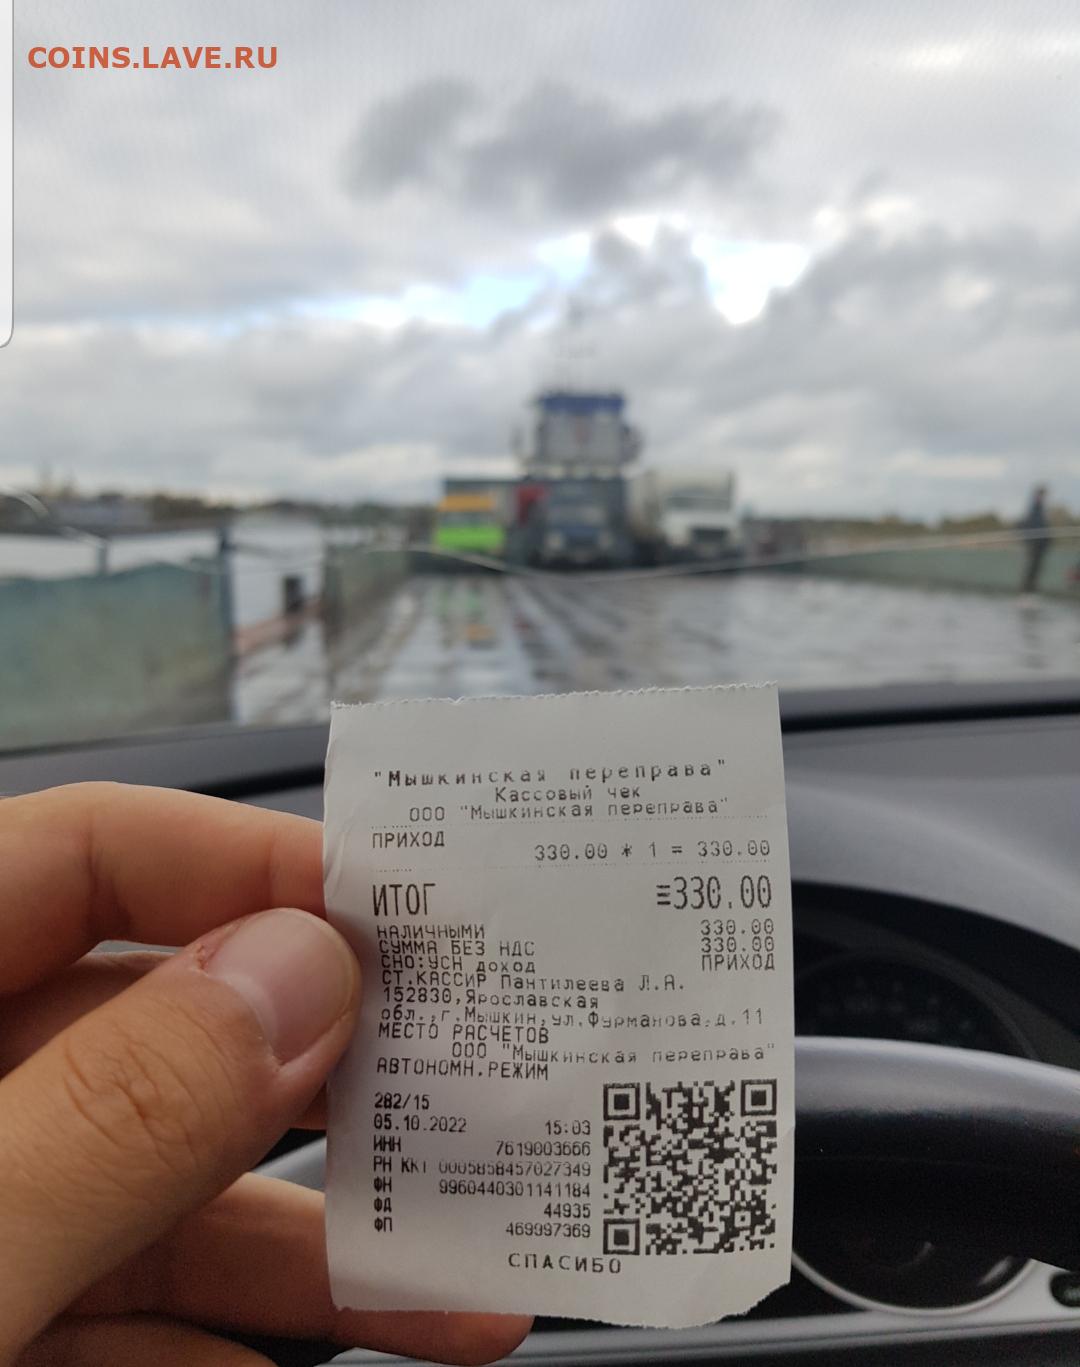 COINS.LAVE.RU
"Мышкинская переправа"
Кассовый чек
ООО "Мышкинская переправа"
ПРИХОД
330.00 * 1 = 330.00
ИТОГ ≡330.00
НАЛИЧНЫМИ 330.00
СУММА БЕЗ НДС 330.00
СНО:УСН доход ПРИХОД
СТ.КАССИР Пантилеева Л.А.
152830,Ярославская
обл.,г.Мышкин,ул.Фурманова,д.11
МЕСТО РАСЧЕТОВ
ООО "Мышкинская переправа"
АВТОНОМН.РЕЖИМ
282/15
05.10.2022 15:03
ИНН 7619003666
РН ККТ 0005858457027349
ФН 9960440301141184
ФД 44935
ФП 469997369
СПАСИБО